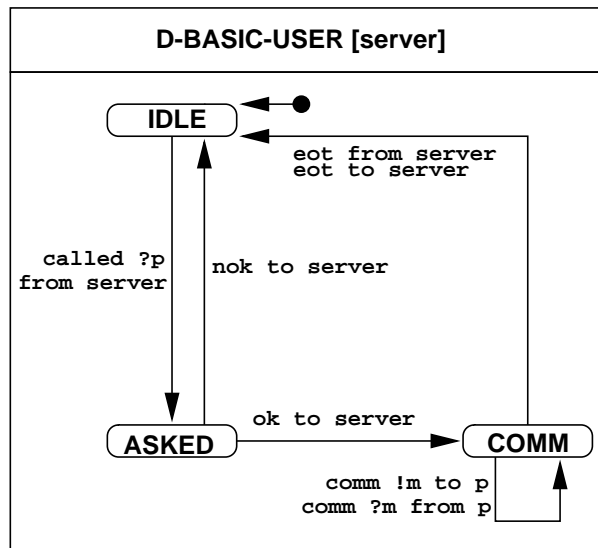 D-BASIC-USER [server]
IDLE
eot from server
eot to server
called ?p
from server
nok to server
ok to server
ASKED
COMM
comm !m to p
comm ?m from p